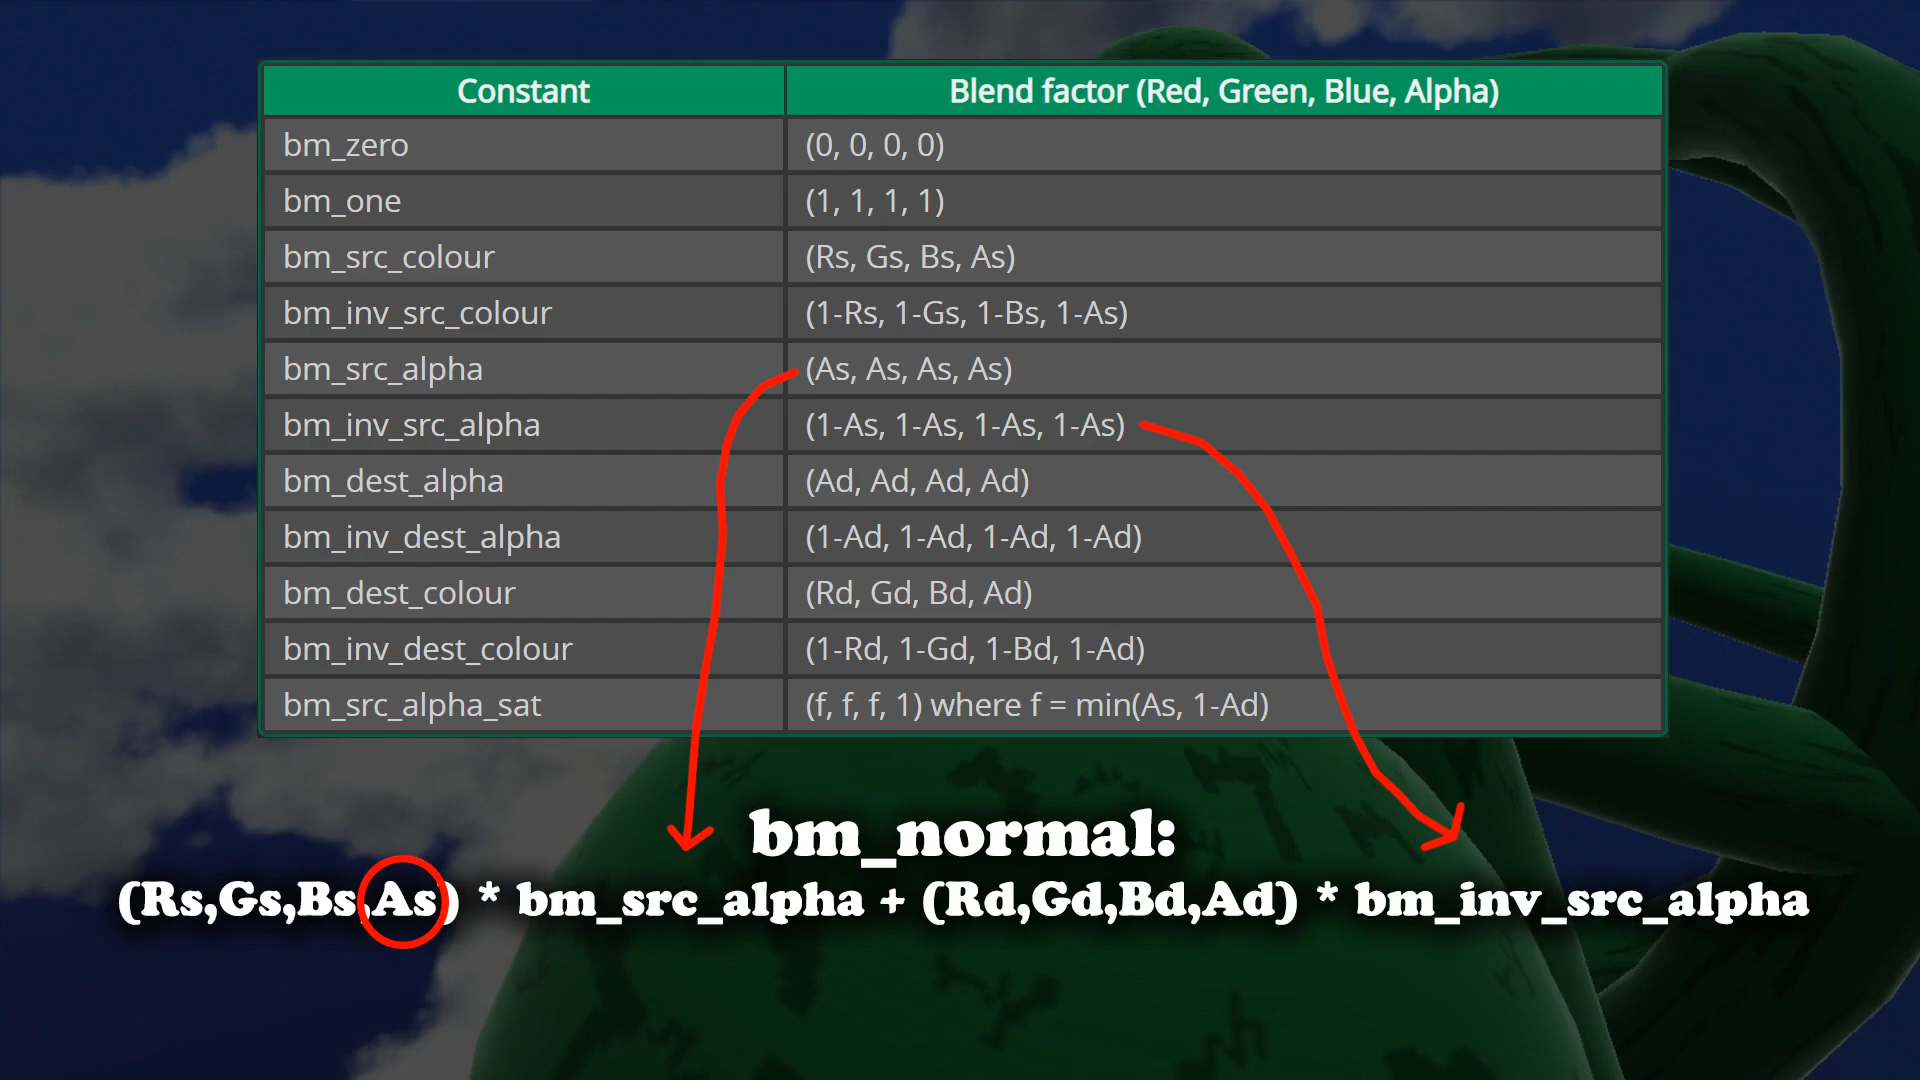 Constant Blend factor (Red, Green, Blue, Alpha)
bm_zero (0, 0, 0, 0)
bm_one (1, 1, 1, 1)
bm_src_colour (Rs, Gs, Bs, As)
bm_inv_src_colour (1-Rs, 1-Gs, 1-Bs, 1-As)
bm_src_alpha (As, As, As, As)
bm_inv_src_alpha (1-As, 1-As, 1-As, 1-As)
bm_dest_alpha (Ad, Ad, Ad, Ad)
bm_inv_dest_alpha (1-Ad, 1-Ad, 1-Ad, 1-Ad)
bm_dest_colour (Rd, Gd, Bd, Ad)
bm_inv_dest_colour (1-Rd, 1-Gd, 1-Bd, 1-Ad)
bm_src_alpha_sat (f, f, f, 1) where f = min(As, 1-Ad)
bm_normal:
(Rs,Gs,Bs,As) * bm_src_alpha + (Rd,Gd,Bd,Ad) * bm_inv_src_alpha